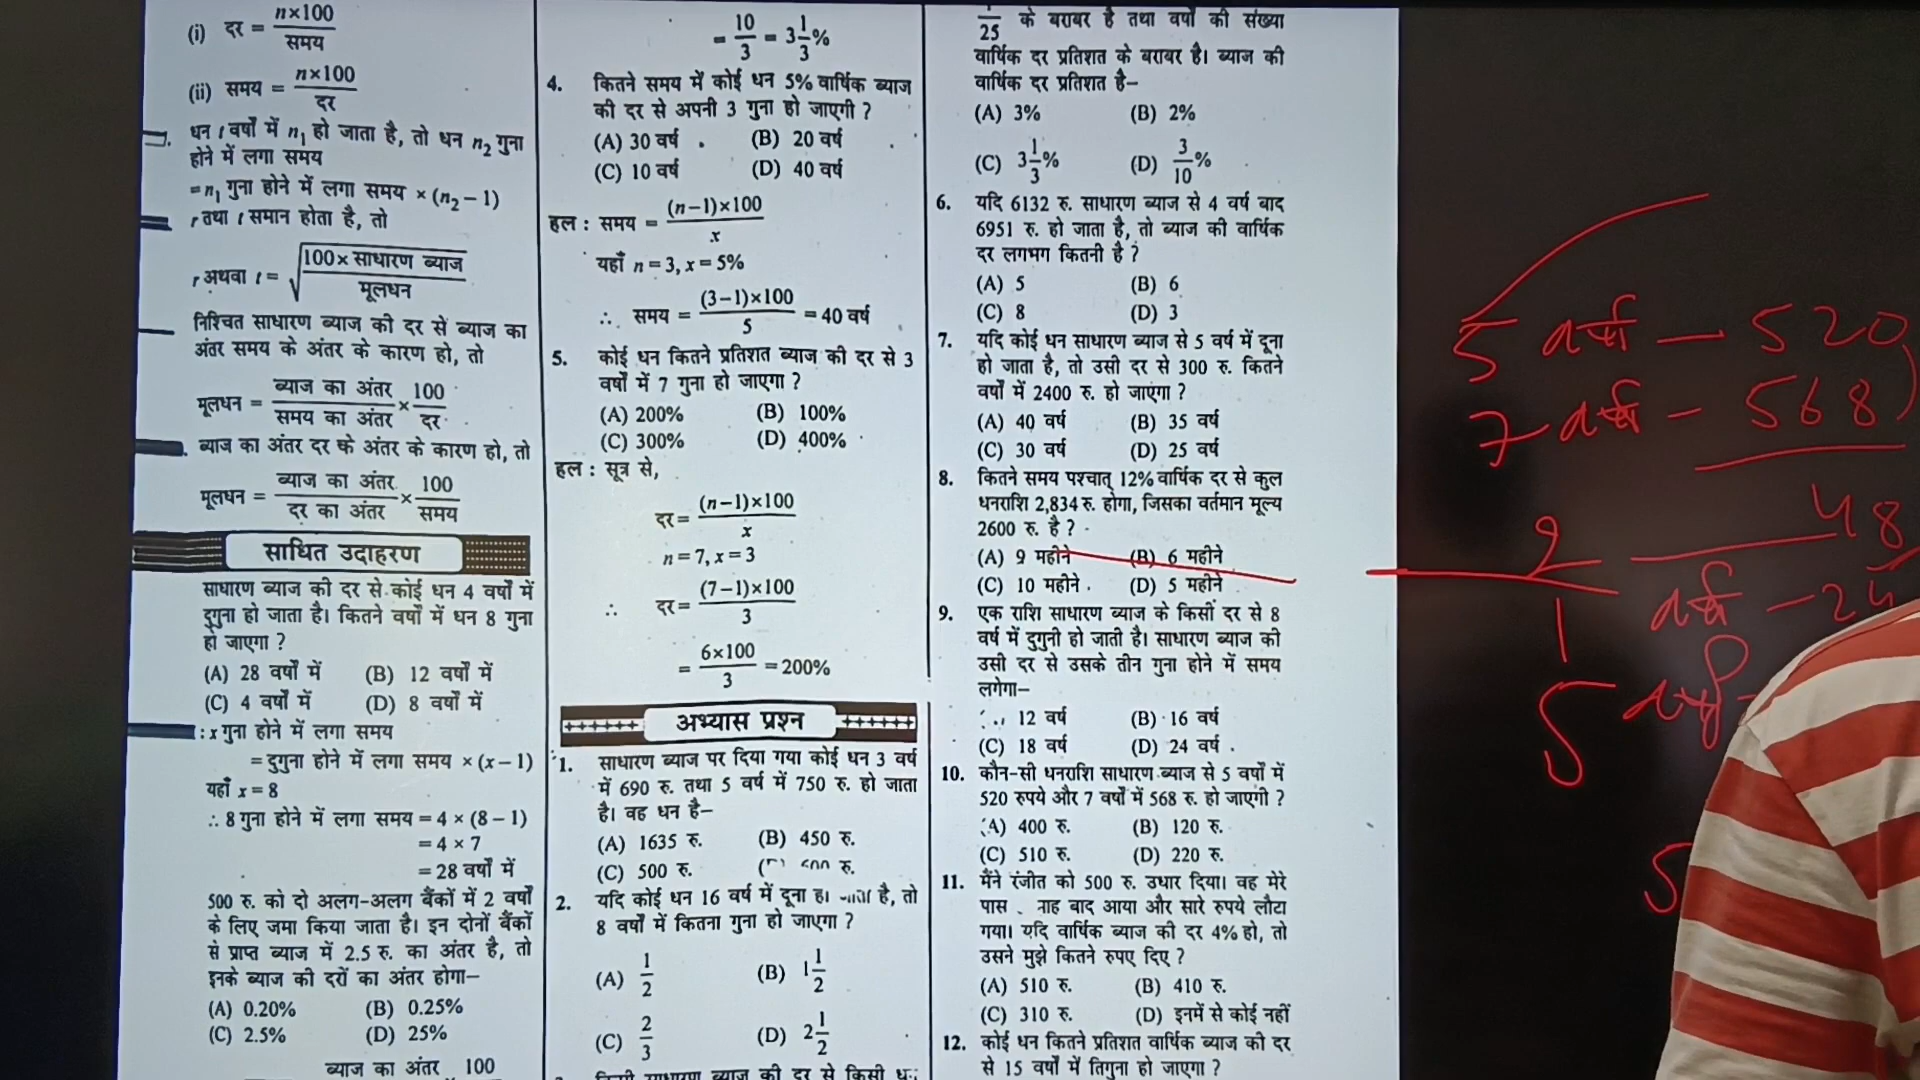 (i) दर = n×100 / समय
(ii) समय = n×100 / दर
धन t वर्षों में n₁ हो जाता है, तो धन n₂ गुना
होने में लगा समय
= n₁ गुना होने में लगा समय × (n₂ – 1)
r तथा t समान होता है, तो
r अथवा t = √(100× साधारण ब्याज / मूलधन)
निश्चित साधारण ब्याज की दर से ब्याज का
अंतर समय के अंतर के कारण हो, तो
मूलधन = ब्याज का अंतर / समय का अंतर × 100 / दर
ब्याज का अंतर दर के अंतर के कारण हो, तो
मूलधन = ब्याज का अंतर / दर का अंतर × 100 / समय
साधित उदाहरण
साधारण ब्याज की दर से कोई धन 4 वर्षों में
दुगुना हो जाता है। कितने वर्षों में धन 8 गुना
हो जाएगा ?
(A) 28 वर्षों में (B) 12 वर्षों में
(C) 4 वर्षों में (D) 8 वर्षों में
: x गुना होने में लगा समय
= दुगुना होने में लगा समय × (x – 1)
यहाँ x = 8
∴ 8 गुना होने में लगा समय = 4 × (8 – 1)
= 4 × 7
= 28 वर्षों में
500 रु. को दो अलग-अलग बैंकों में 2 वर्षों
के लिए जमा किया जाता है। इन दोनों बैंकों
से प्राप्त ब्याज में 2.5 रु. का अंतर है, तो
इनके ब्याज की दरों का अंतर होगा–
(A) 0.20% (B) 0.25%
(C) 2.5% (D) 25%
ब्याज का अंतर 100
= 10/3 = 3 1/3 %
4. कितने समय में कोई धन 5% वार्षिक ब्याज
की दर से अपनी 3 गुना हो जाएगी ?
(A) 30 वर्ष (B) 20 वर्ष
(C) 10 वर्ष (D) 40 वर्ष
हल : समय = (n–1)×100 / x
यहाँ n = 3, x = 5%
∴ समय = (3–1)×100 / 5 = 40 वर्ष
5. कोई धन कितने प्रतिशत ब्याज की दर से 3
वर्षों में 7 गुना हो जाएगा ?
(A) 200% (B) 100%
(C) 300% (D) 400%
हल : सूत्र से,
दर = (n–1)×100 / x
n = 7, x = 3
∴ दर = (7–1)×100 / 3
= 6×100 / 3 = 200%
अभ्यास प्रश्न
1. साधारण ब्याज पर दिया गया कोई धन 3 वर्ष
में 690 रु. तथा 5 वर्ष में 750 रु. हो जाता
है। वह धन है–
(A) 1635 रु. (B) 450 रु.
(C) 500 रु. रु.
2. यदि कोई धन 16 वर्ष में दूना है, तो
8 वर्षों में कितना गुना हो जाएगा ?
(A) 1/2 (B) 1 1/2
(C) 2/3 (D) 2 1/2
साधारण ब्याज की दर से किसी
1/25 के बराबर है तथा वर्षों की संख्या
वार्षिक दर प्रतिशत के बराबर है। ब्याज की
वार्षिक दर प्रतिशत है–
(A) 3% (B) 2%
(C) 3 1/3 % (D) 3/10 %
6. यदि 6132 रु. साधारण ब्याज से 4 वर्ष बाद
6951 रु. हो जाता है, तो ब्याज की वार्षिक
दर लगभग कितनी है ?
(A) 5 (B) 6
(C) 8 (D) 3
7. यदि कोई धन साधारण ब्याज से 5 वर्ष में दूना
हो जाता है, तो उसी दर से 300 रु. कितने
वर्षों में 2400 रु. हो जाएगा ?
(A) 40 वर्ष (B) 35 वर्ष
(C) 30 वर्ष (D) 25 वर्ष
8. कितने समय पश्चात् 12% वार्षिक दर से कुल
धनराशि 2,834 रु. होगा, जिसका वर्तमान मूल्य
2600 रु. है ?
(A) 9 महीने (B) 6 महीने
(C) 10 महीने (D) 5 महीने
9. एक राशि साधारण ब्याज के किसी दर से 8
वर्ष में दुगुनी हो जाती है। साधारण ब्याज की
उसी दर से उसके तीन गुना होने में समय
लगेगा–
12 वर्ष (B) 16 वर्ष
(C) 18 वर्ष (D) 24 वर्ष
10. कौन-सी धनराशि साधारण ब्याज से 5 वर्षों में
520 रुपये और 7 वर्षों में 568 रु. हो जाएगी ?
(A) 400 रु. (B) 120 रु.
(C) 510 रु. (D) 220 रु.
11. मैंने रंजीत को 500 रु. उधार दिया। वह मेरे
पास बाद आया और सारे रुपये लौटा
गया। यदि वार्षिक ब्याज की दर 4% हो, तो
उसने मुझे कितने रुपए दिए ?
(A) 510 रु. (B) 410 रु.
(C) 310 रु. (D) इनमें से कोई नहीं
12. कोई धन कितने प्रतिशत वार्षिक ब्याज की दर
से 15 वर्षों में तिगुना हो जाएगा ?
5 वर्ष – 520
7 वर्ष – 568
2 48
1 वर्ष – 24
5 वर्ष
5